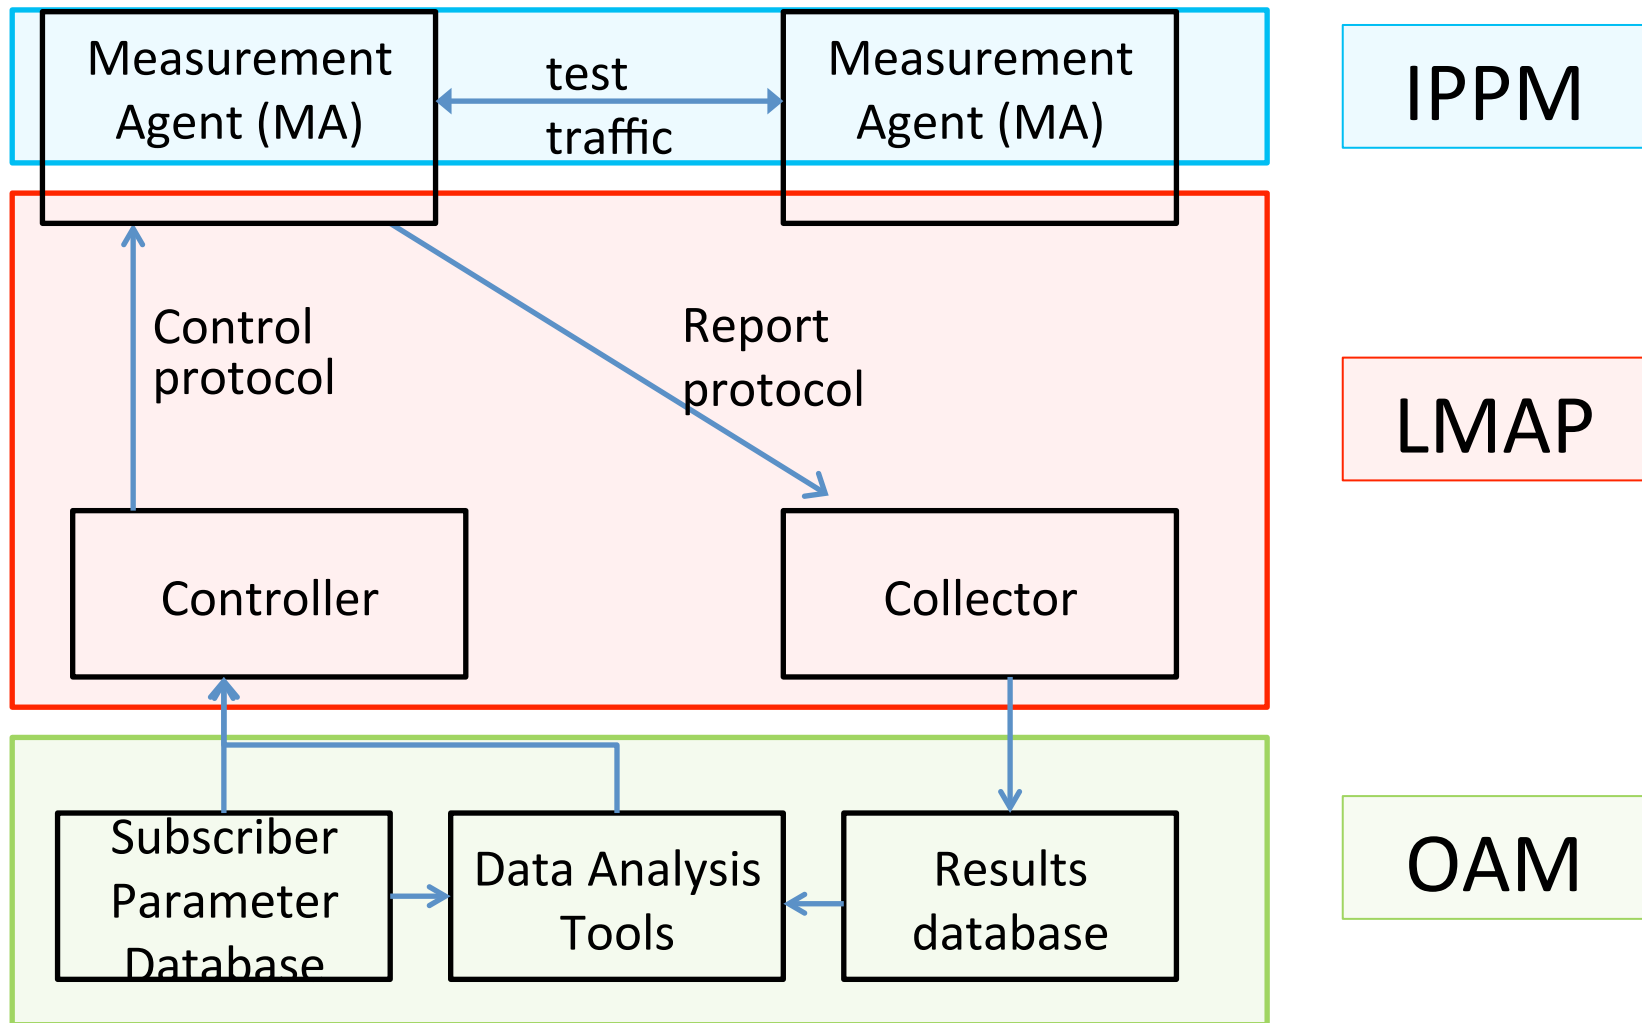 Measurement
Agent (MA)
test
traffic
Measurement
Agent (MA)
IPPM
Control
protocol
Report
protocol
LMAP
Controller
Collector
Subscriber
Parameter
Database
Data Analysis
Tools
Results
database
OAM